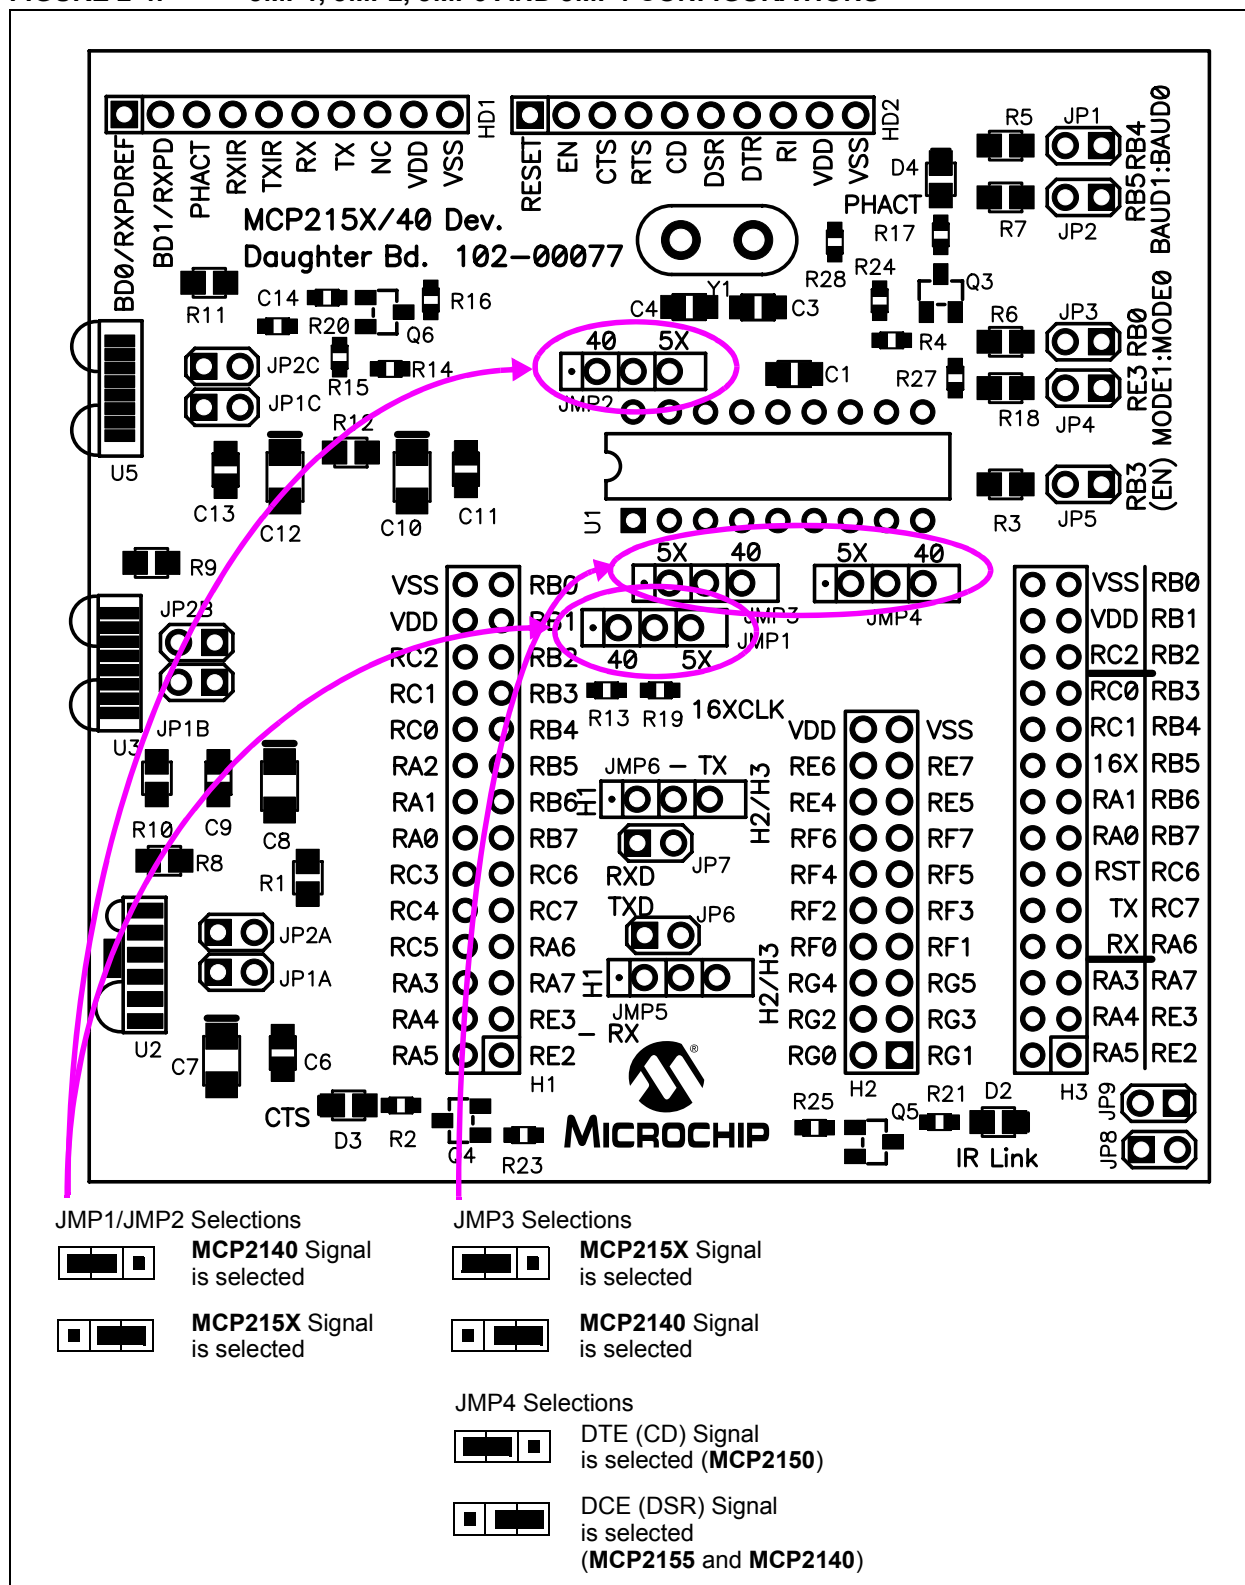 HD1
HD2
BD0/RXPDREF
BD1/RXPD
PHACT
RXIR
TXIR
RX
TX
NC
VDD
VSS
RESET
EN
CTS
RTS
CD
DSR
DTR
RI
VDD
VSS
MCP215X/40 Dev.
Daughter Bd. 102-00077
R5
JP1
D4
PHACT
R17
R7
JP2
RB5RB4
BAUD1:BAUD0
R11
C14
R20
Q6
R16
R15
R14
Y1
C4
C3
R28
R24
Q3
R4
R27
R6
JP3
R18
JP4
RE3 RB0
MODE1:MODE0
JP2C
JP1C
40 5X
JMP2
C1
R12
U5
C13
C12
C10
C11
U1
R3
JP5
RB3
(EN)
R9
JP2B
JP1B
U3
5X 40
JMP3
5X 40
JMP4
JMP1
40 5X
R13
R19
16XCLK
VSS RB0
VDD RB1
RC2 RB2
RC1 RB3
RC0 RB4
RA2 RB5
RA1 RB6
RA0 RB7
RC3 RC6
RC4 RC7
RC5 RA6
RA3 RA7
RA4 RE3
RA5 RE2
H1
H1
JMP6 – TX
H2/H3
JP7
RXD
TXD
JP6
H1
JMP5
– RX
H2/H3
VDD VSS
RE6 RE7
RE4 RE5
RF6 RF7
RF4 RF5
RF2 RF3
RF0 RF1
RG4 RG5
RG2 RG3
RG0 RG1
H2
VSS RB0
VDD RB1
RC2 RB2
RC0 RB3
RC1 RB4
16X RB5
RA1 RB6
RA0 RB7
RST RC6
TX RC7
RX RA6
RA3 RA7
RA4 RE3
RA5 RE2
H3
R10
C9
C8
R8
R1
JP2A
JP1A
U2
C7
C6
CTS
D3
R2
Q4
R23
®
MICROCHIP
R25
Q5
R21
D2
IR Link
JP9
JP8
JMP1/JMP2 Selections
MCP2140 Signal
is selected
MCP215X Signal
is selected
JMP3 Selections
MCP215X Signal
is selected
MCP2140 Signal
is selected
JMP4 Selections
DTE (CD) Signal
is selected (MCP2150)
DCE (DSR) Signal
is selected
(MCP2155 and MCP2140)